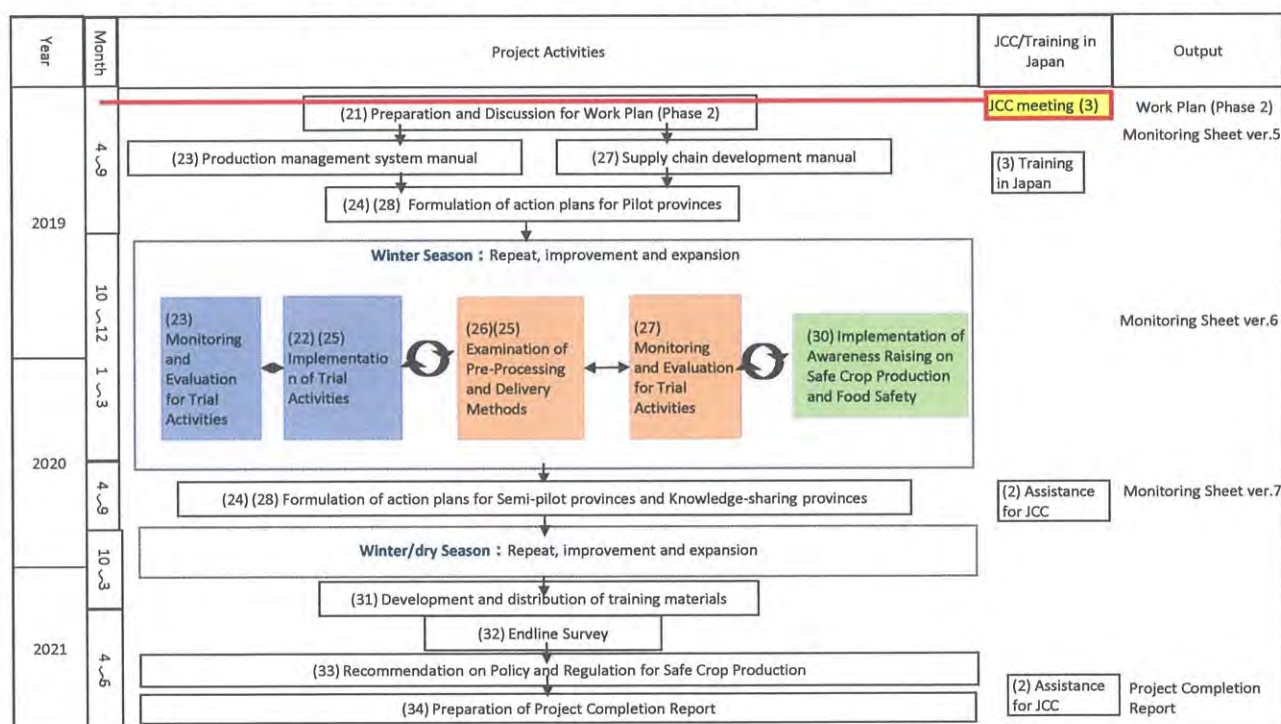 Year
Month
Project Activities
JCC/Training in
Japan
Output
2019
4～9
(21) Preparation and Discussion for Work Plan (Phase 2)
JCC meeting (3)
Work Plan (Phase 2)
Monitoring Sheet ver.5
(23) Production management system manual
(27) Supply chain development manual
(3) Training
in Japan
(24) (28) Formulation of action plans for Pilot provinces
10～12
Winter Season：Repeat, improvement and expansion
(23)
Monitoring
and
Evaluation
for Trial
Activities
(22) (25)
Implementatio
n of Trial
Activities
(26)(25)
Examination of
Pre-Processing
and Delivery
Methods
(27)
Monitoring
and Evaluation
for Trial
Activities
(30) Implementation of
Awareness Raising on
Safe Crop Production
and Food Safety
Monitoring Sheet ver.6
1～3
2020
4～9
(24) (28) Formulation of action plans for Semi-pilot provinces and Knowledge-sharing provinces
(2) Assistance
for JCC
Monitoring Sheet ver.7
10～3
Winter/dry Season：Repeat, improvement and expansion
(31) Development and distribution of training materials
2021
4～6
(32) Endline Survey
(33) Recommendation on Policy and Regulation for Safe Crop Production
(34) Preparation of Project Completion Report
(2) Assistance
for JCC
Project Completion
Report